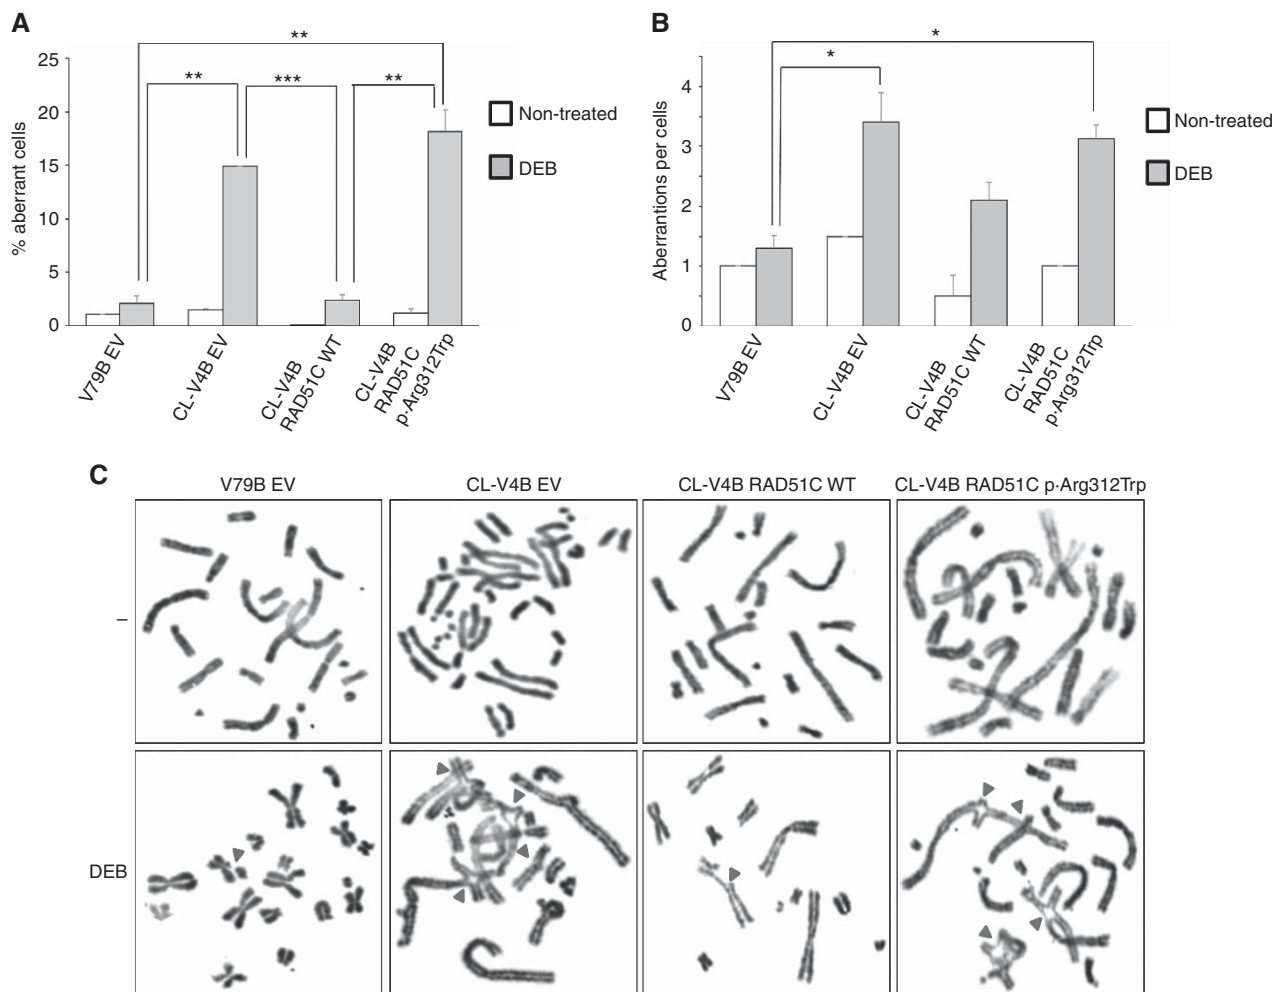 A
B
**
**
***
**
*
*
25
20
15
10
5
0
% aberrant cells
Non-treated
DEB
V79B EV
CL-V4B EV
CL-V4B
RAD51C WT
CL-V4B
RAD51C
p·Arg312Trp
4
3
2
1
0
Aberrantions per cells
Non-treated
DEB
V79B EV
CL-V4B EV
CL-V4B
RAD51C WT
CL-V4B
RAD51C
p·Arg312Trp
C
V79B EV
CL-V4B EV
CL-V4B RAD51C WT
CL-V4B RAD51C p·Arg312Trp
–
DEB